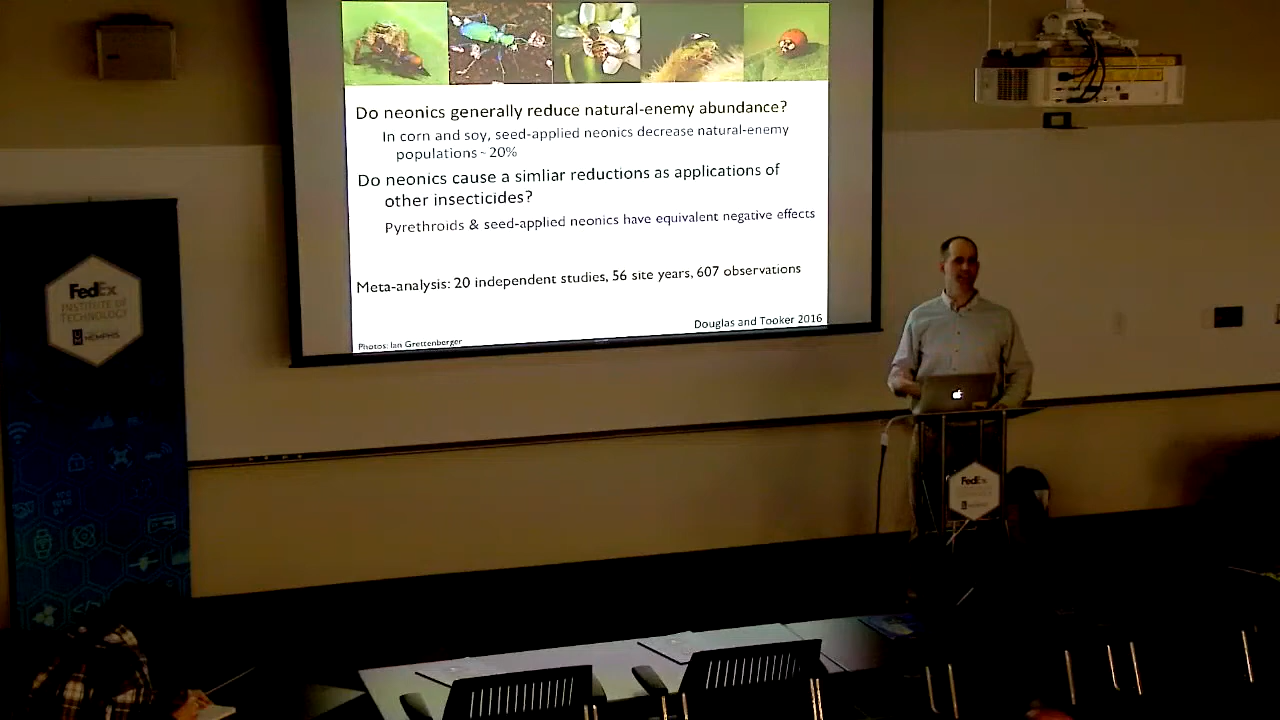 Do neonics generally reduce natural-enemy abundance?
In corn and soy, seed-applied neonics decrease natural-enemy
populations ~ 20%
Do neonics cause a simliar reductions as applications of
other insecticides?
Pyrethroids & seed-applied neonics have equivalent negative effects
Meta-analysis: 20 independent studies, 56 site years, 607 observations
Douglas and Tooker 2016
Photos: Ian Grettenberger
FedEx
INSTITUTE OF
TECHNOLOGY
MEMPHIS
FedEx